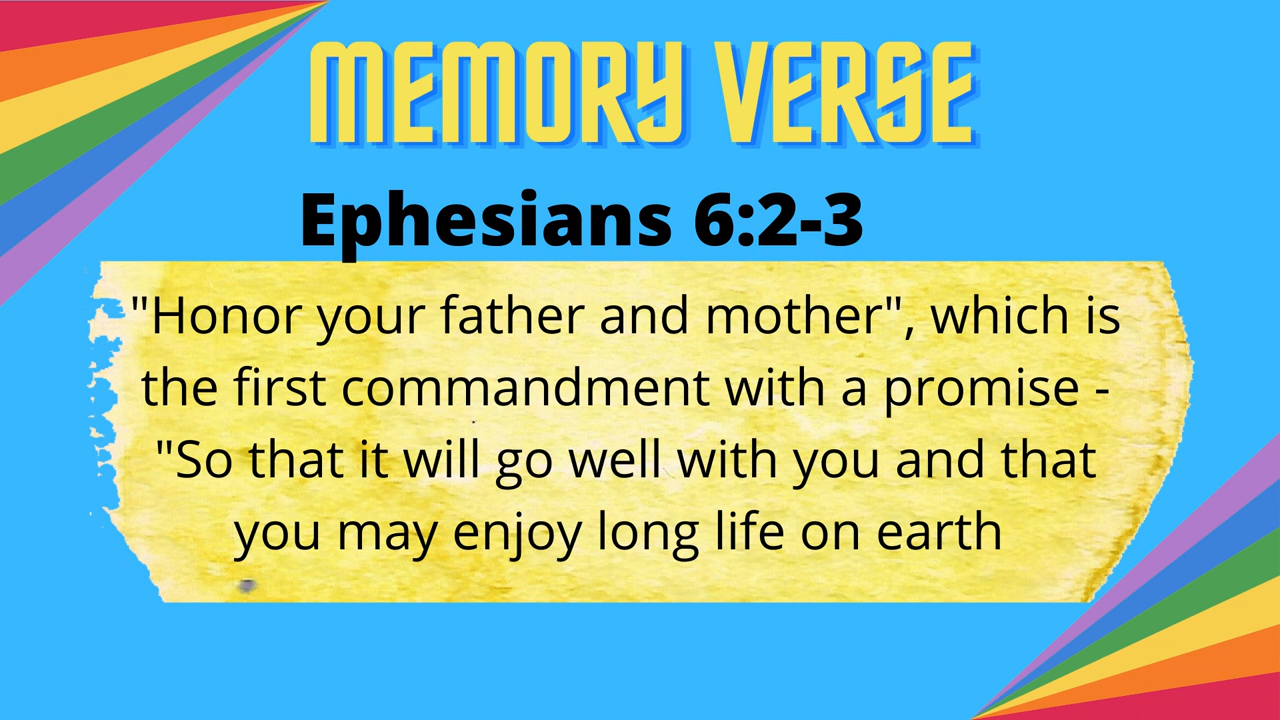 MEMORY VERSE
Ephesians 6:2-3
"Honor your father and mother", which is
the first commandment with a promise -
"So that it will go well with you and that
you may enjoy long life on earth